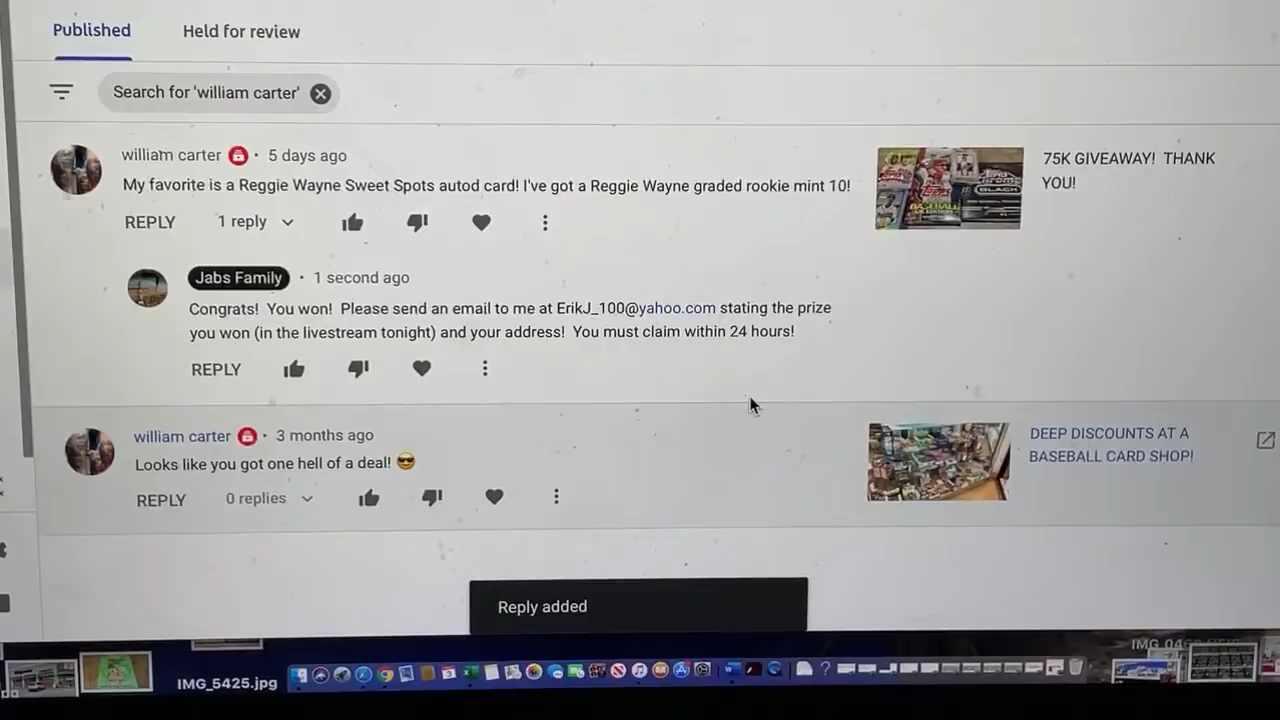 Published
Held for review
Search for 'william carter'
william carter · 5 days ago
My favorite is a Reggie Wayne Sweet Spots autod card! I've got a Reggie Wayne graded rookie mint 10!
REPLY
1 reply
75K GIVEAWAY! THANK
YOU!
Jabs Family · 1 second ago
Congrats! You won! Please send an email to me at ErikJ_100@yahoo.com stating the prize
you won (in the livestream tonight) and your address! You must claim within 24 hours!
REPLY
william carter · 3 months ago
Looks like you got one hell of a deal! 😎
REPLY
0 replies
DEEP DISCOUNTS AT A
BASEBALL CARD SHOP!
Reply added
IMG_5425.jpg